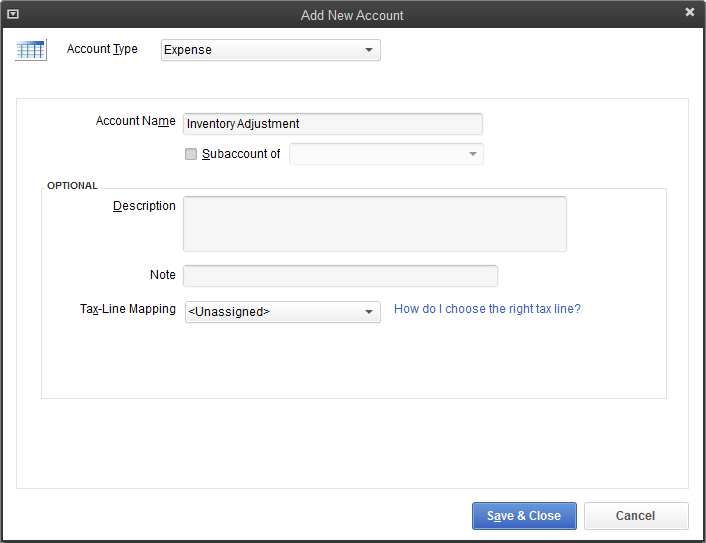 Add New Account
Account Type Expense
Account Name Inventory Adjustment
Subaccount of
OPTIONAL
Description
Note
Tax-Line Mapping <Unassigned> How do I choose the right tax line?
Save & Close Cancel